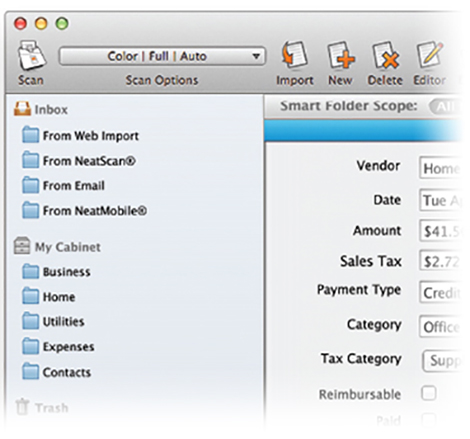 Color | Full | Auto
Scan
Scan Options
Import
New
Delete
Editor
Inbox
From Web Import
From NeatScan®
From Email
From NeatMobile®
My Cabinet
Business
Home
Utilities
Expenses
Contacts
Trash
Smart Folder Scope: All
Vendor Home
Date Tue A
Amount $41.5
Sales Tax $2.72
Payment Type Credi
Category Office
Tax Category Supp
Reimbursable
Paid